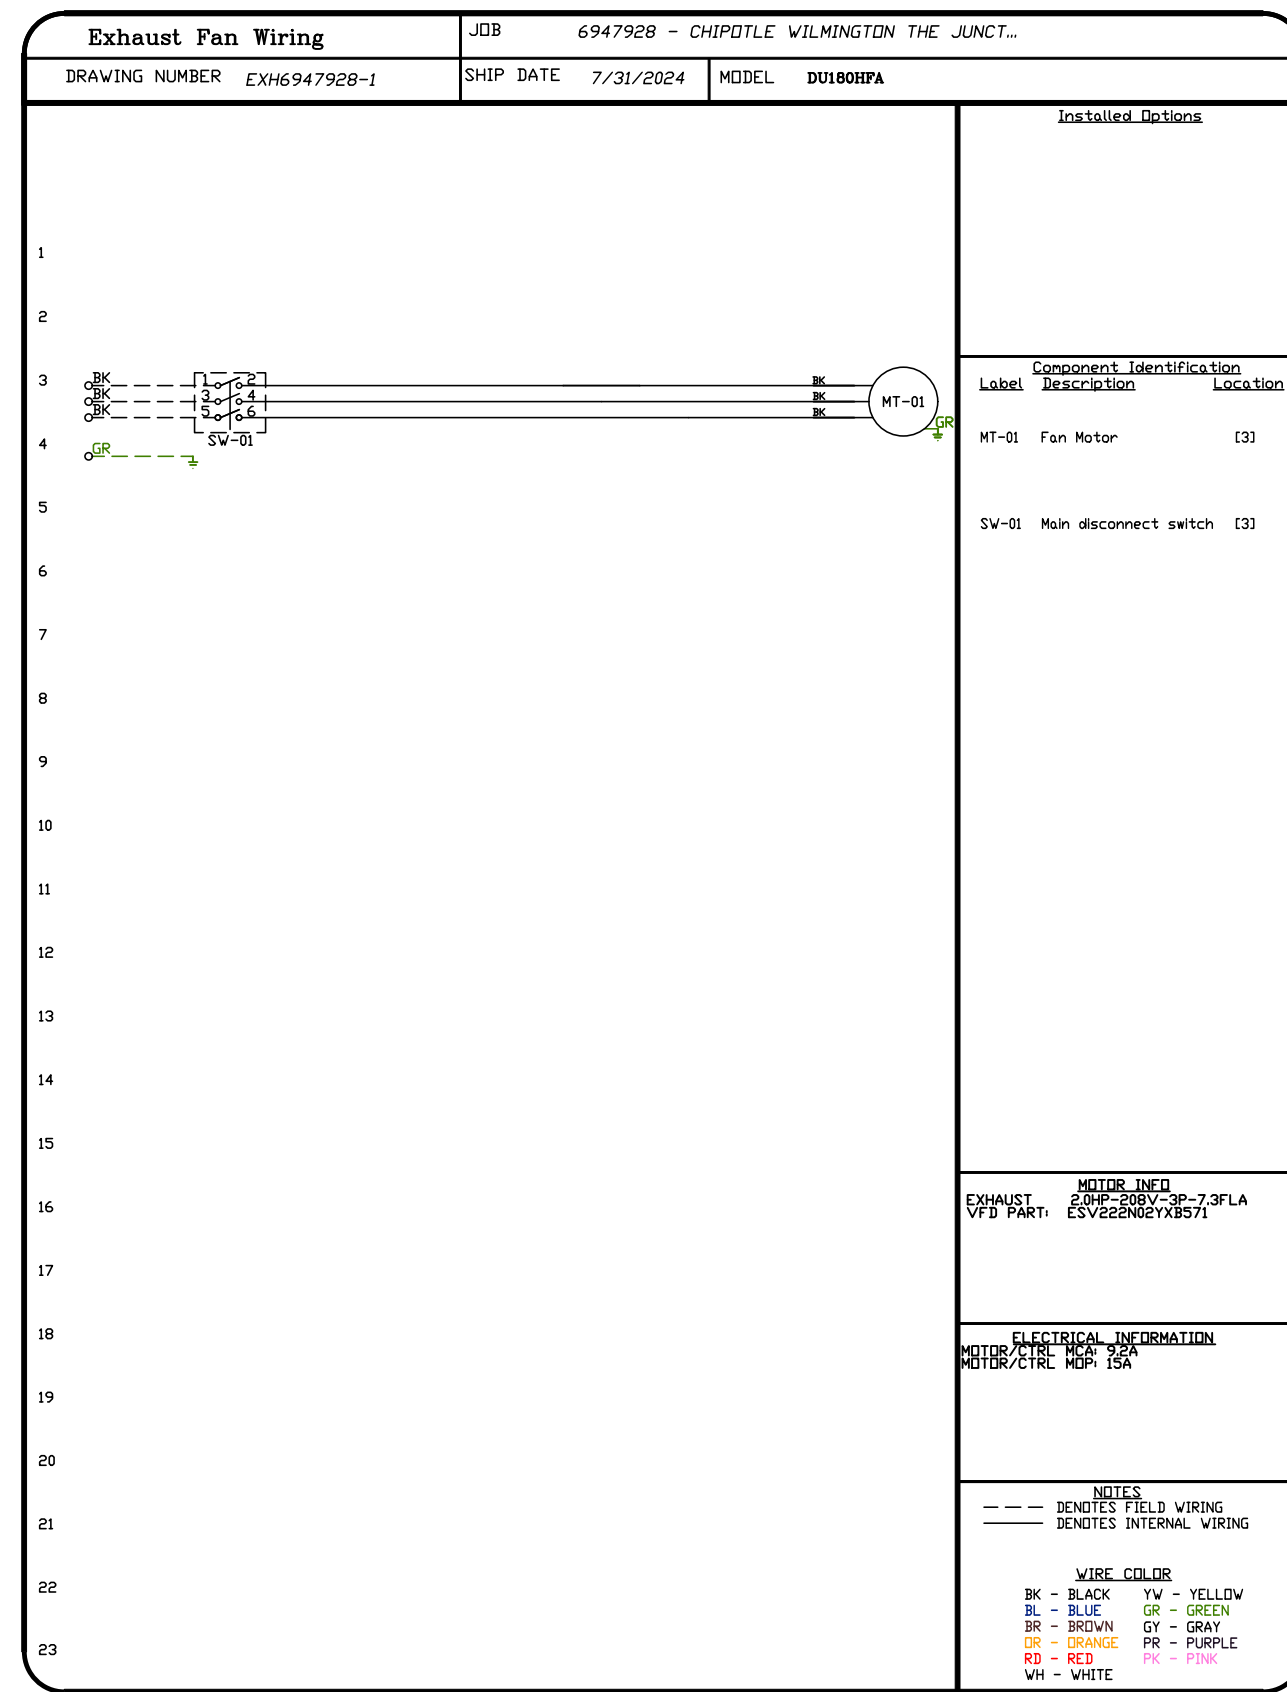 Exhaust Fan Wiring
JOB 6947928 - CHIPOTLE WILMINGTON THE JUNCT...
DRAWING NUMBER EXH6947928-1
SHIP DATE 7/31/2024
MODEL DU180HFA
Installed Options
1
2
3
BK 1 2 BK
BK 3 4 BK
BK 5 6 BK
MT-01
GR
SW-01
4
GR
5
6
7
8
9
10
11
12
13
14
15
16
17
18
19
20
21
22
23
Component Identification
Label Description Location
MT-01 Fan Motor [3]
SW-01 Main disconnect switch [3]
MOTOR INFO
EXHAUST 2.0HP-208V-3P-7.3FLA
VFD PART: ESV222N02YXB571
ELECTRICAL INFORMATION
MOTOR/CTRL MCA: 9.2A
MOTOR/CTRL MOP: 15A
NOTES
DENOTES FIELD WIRING
DENOTES INTERNAL WIRING
WIRE COLOR
BK - BLACK YW - YELLOW
BL - BLUE GR - GREEN
BR - BROWN GY - GRAY
OR - ORANGE PR - PURPLE
RD - RED PK - PINK
WH - WHITE